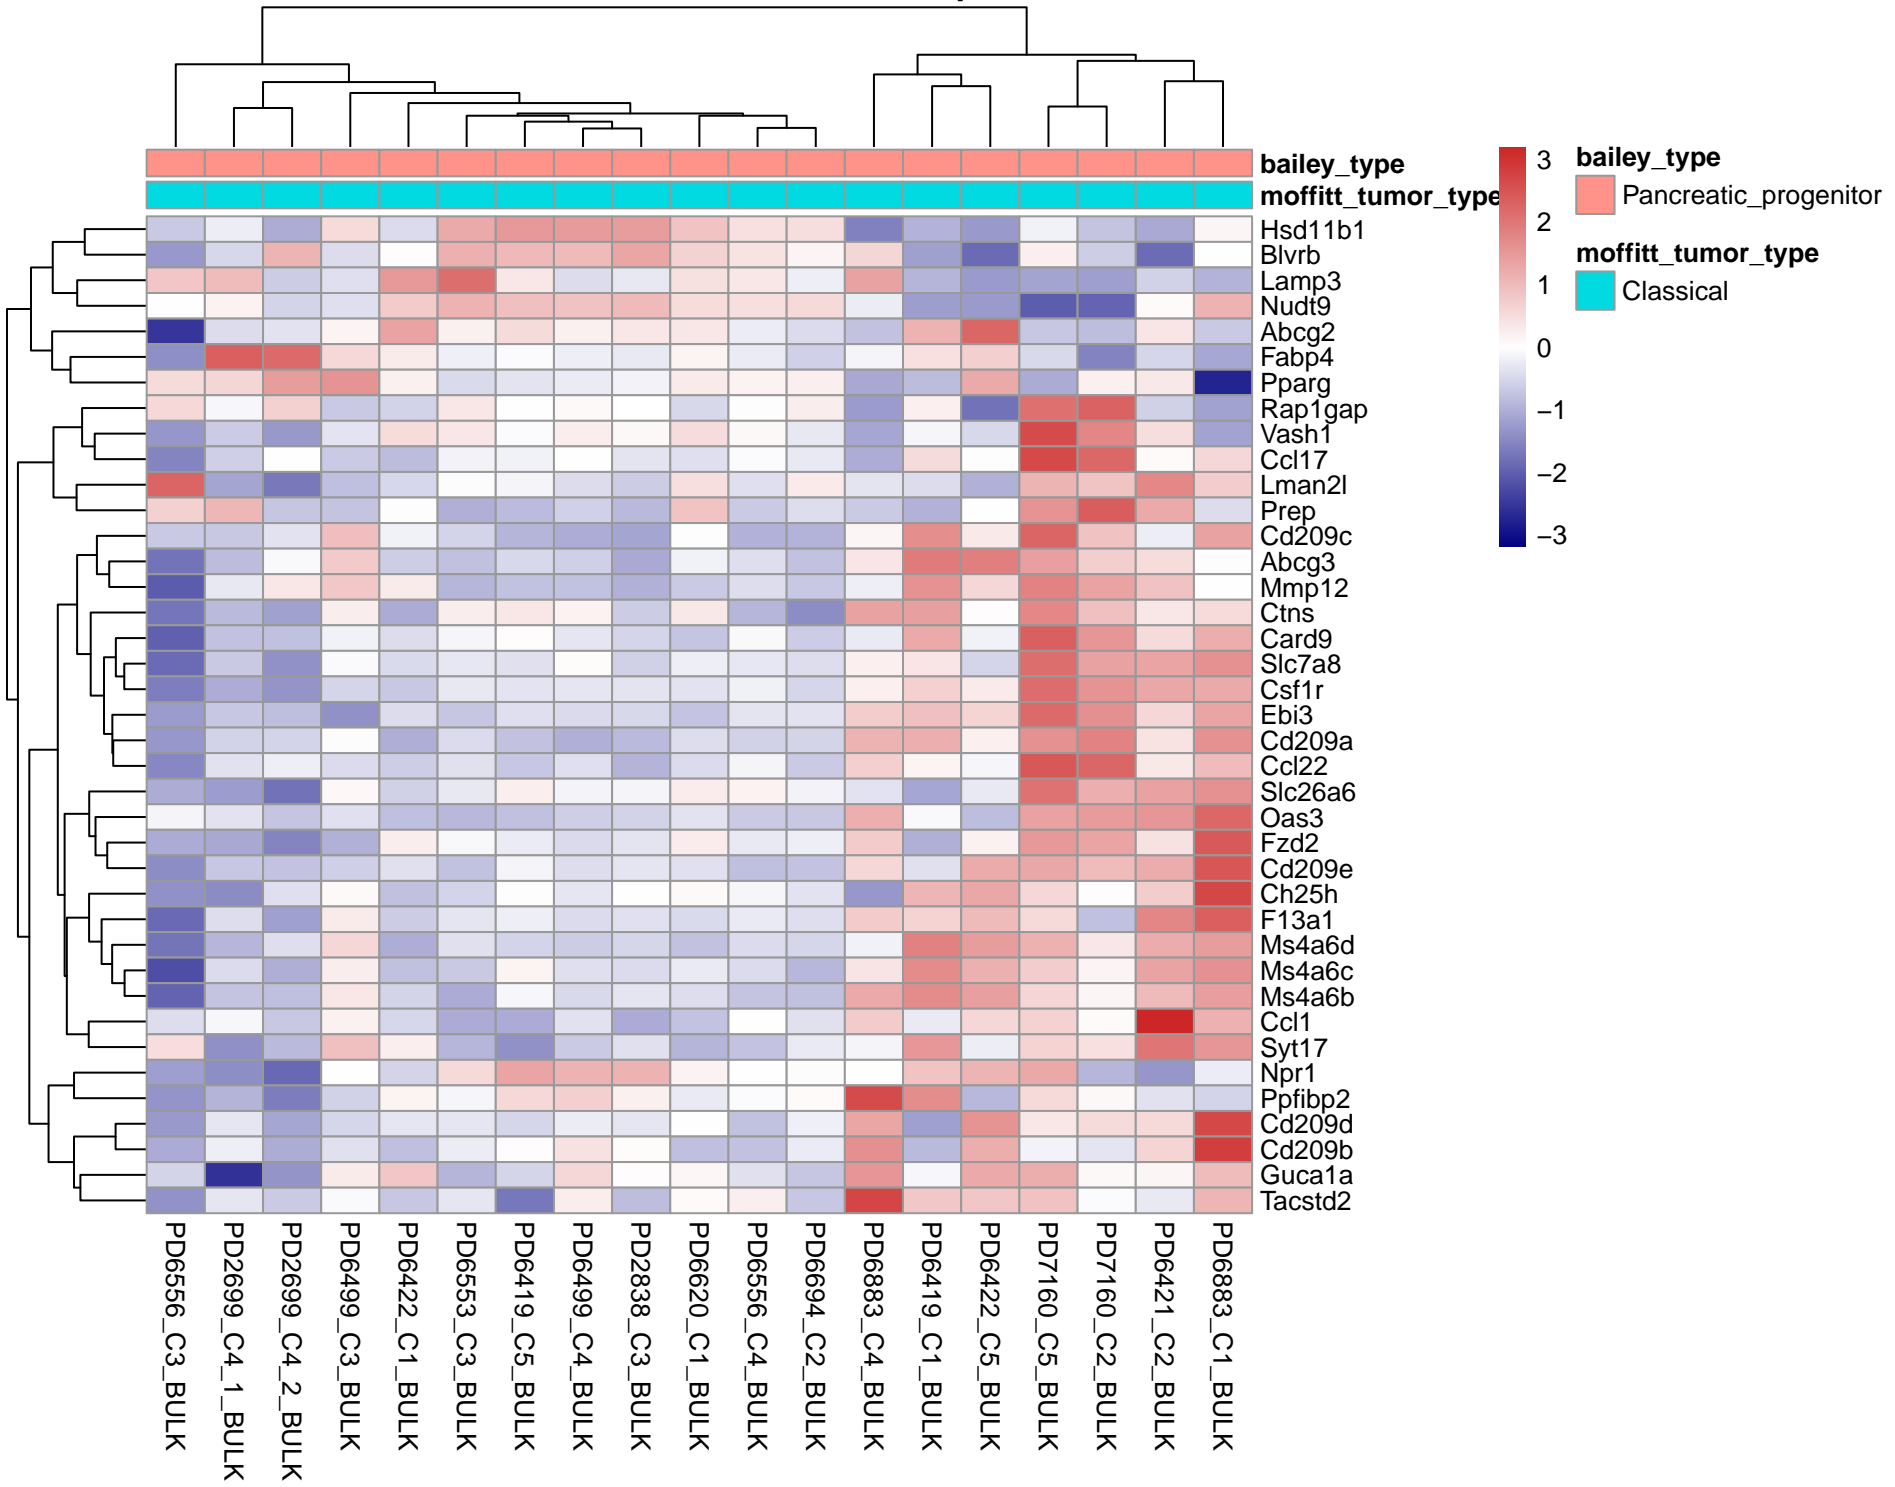 bailey_type
moffitt_tumor_type
Hsd11b1
Blvrb
Lamp3
Nudt9
Abcg2
Fabp4
Pparg
Rap1gap
Vash1
Ccl17
Lman2l
Prep
Cd209c
Abcg3
Mmp12
Ctns
Card9
Slc7a8
Csf1r
Ebi3
Cd209a
Ccl22
Slc26a6
Oas3
Fzd2
Cd209e
Ch25h
F13a1
Ms4a6d
Ms4a6c
Ms4a6b
Ccl1
Syt17
Npr1
Ppfibp2
Cd209d
Cd209b
Guca1a
Tacstd2
PD6556_C3_BULK
PD2699_C4_1_BULK
PD2699_C4_2_BULK
PD6499_C3_BULK
PD6422_C1_BULK
PD6553_C3_BULK
PD6419_C5_BULK
PD6499_C4_BULK
PD2838_C3_BULK
PD6620_C1_BULK
PD6556_C4_BULK
PD6694_C2_BULK
PD6883_C4_BULK
PD6419_C1_BULK
PD6422_C5_BULK
PD7160_C5_BULK
PD7160_C2_BULK
PD6421_C2_BULK
PD6883_C1_BULK
3
2
1
0
−1
−2
−3
bailey_type
Pancreatic_progenitor
moffitt_tumor_type
Classical